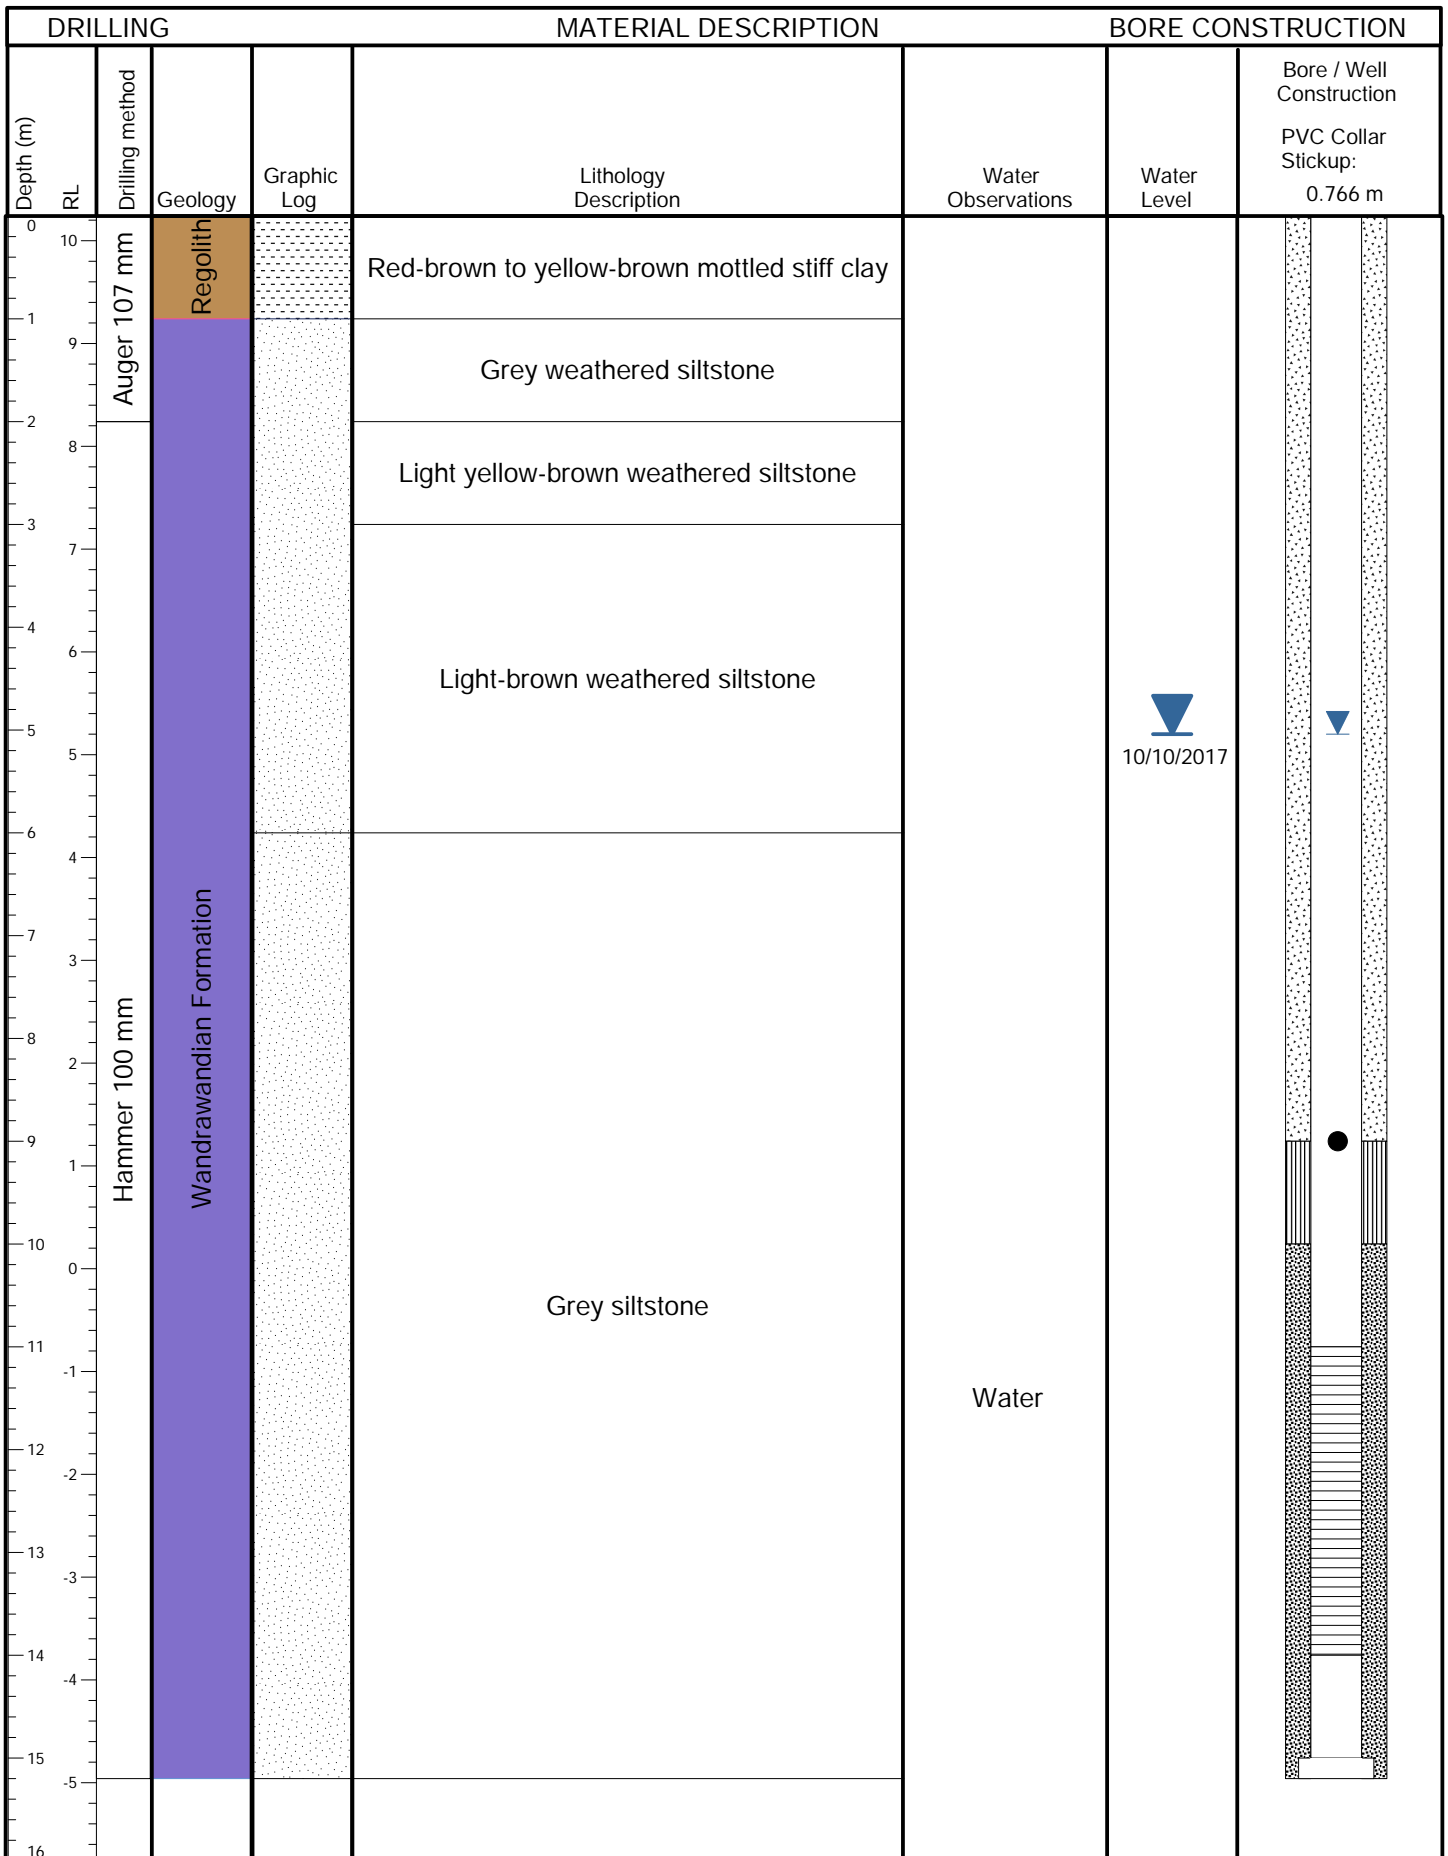 DRILLING
MATERIAL DESCRIPTION
BORE CONSTRUCTION
Depth (m)
RL
Drilling method
Geology
Graphic
Log
Lithology
Description
Water
Observations
Water
Level
Bore / Well
Construction
PVC Collar
Stickup:
0.766 m
0
1
2
3
4
5
6
7
8
9
10
11
12
13
14
15
16
10
9
8
7
6
5
4
3
2
1
0
-1
-2
-3
-4
-5
Auger 107 mm
Hammer 100 mm
Regolith
Wandrawandian Formation
Red-brown to yellow-brown mottled stiff clay
Grey weathered siltstone
Light yellow-brown weathered siltstone
Light-brown weathered siltstone
Grey siltstone
Water
10/10/2017